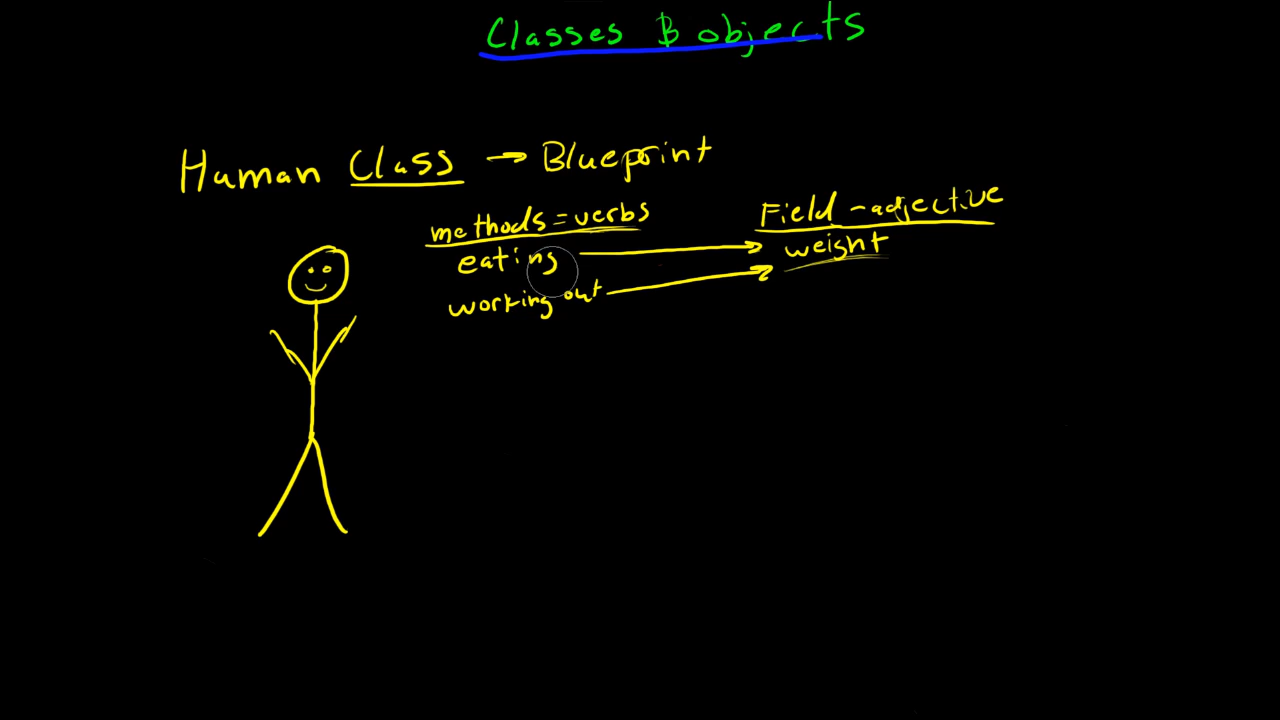 Classes & objects
Human Class → Blueprint
methods = verbs
eating
working out
Field - adjective
weight